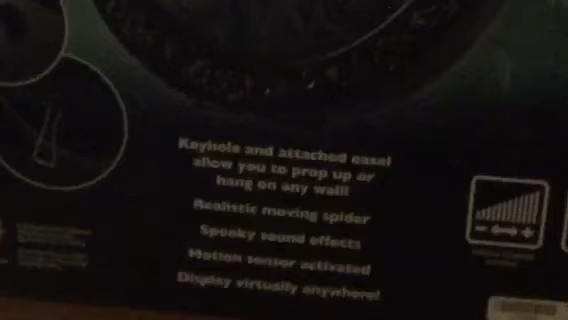 Keyhole and attached easel
allow you to prop up or
hang on any wall!
Realistic moving spider
Spooky sound effects
Motion sensor activated
Display virtually anywhere!